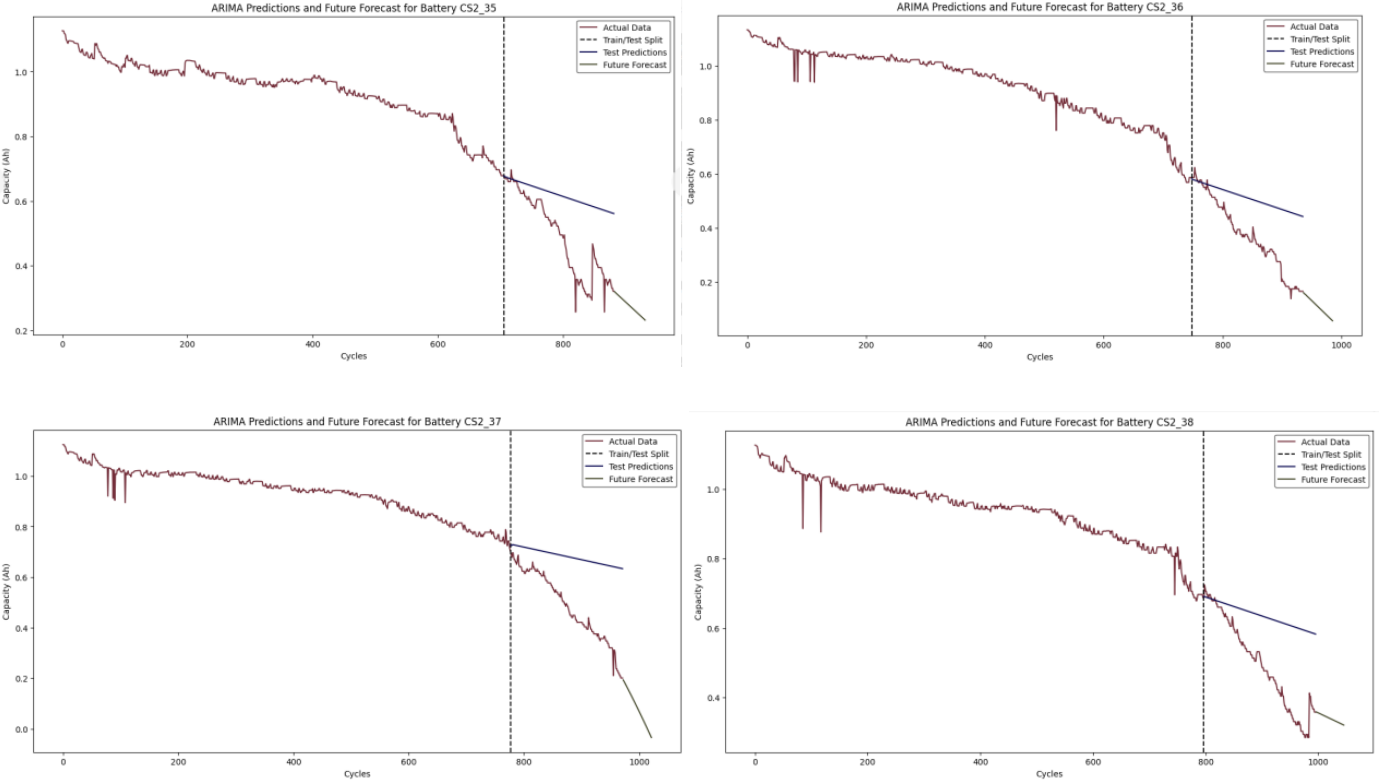 ARIMA Predictions and Future Forecast for Battery CS2_35
Actual Data
Train/Test Split
Test Predictions
Future Forecast
Capacity (Ah)
1.0
0.8
0.6
0.4
0.2
0 200 400 600 800
Cycles
ARIMA Predictions and Future Forecast for Battery CS2_36
Actual Data
Train/Test Split
Test Predictions
Future Forecast
Capacity (Ah)
1.0
0.8
0.6
0.4
0.2
0 200 400 600 800 1000
Cycles
ARIMA Predictions and Future Forecast for Battery CS2_37
Actual Data
Train/Test Split
Test Predictions
Future Forecast
Capacity (Ah)
1.0
0.8
0.6
0.4
0.2
0.0
0 200 400 600 800 1000
Cycles
ARIMA Predictions and Future Forecast for Battery CS2_38
Actual Data
Train/Test Split
Test Predictions
Future Forecast
Capacity (Ah)
1.0
0.8
0.6
0.4
0 200 400 600 800 1000
Cycles